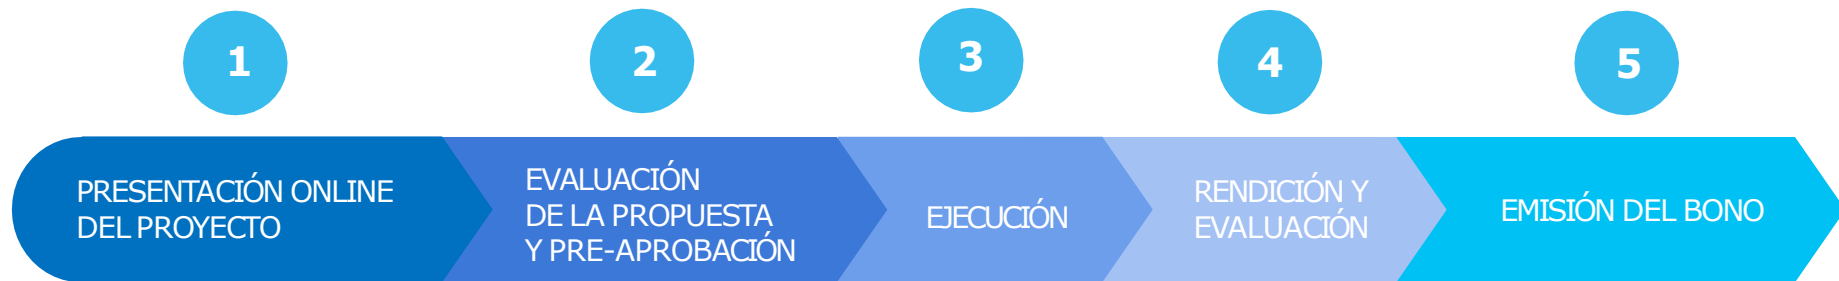 1
2
3
4
5
PRESENTACIÓN ONLINE
DEL PROYECTO
EVALUACIÓN
DE LA PROPUESTA
Y PRE-APROBACIÓN
EJECUCIÓN
RENDICIÓN Y
EVALUACIÓN
EMISIÓN DEL BONO